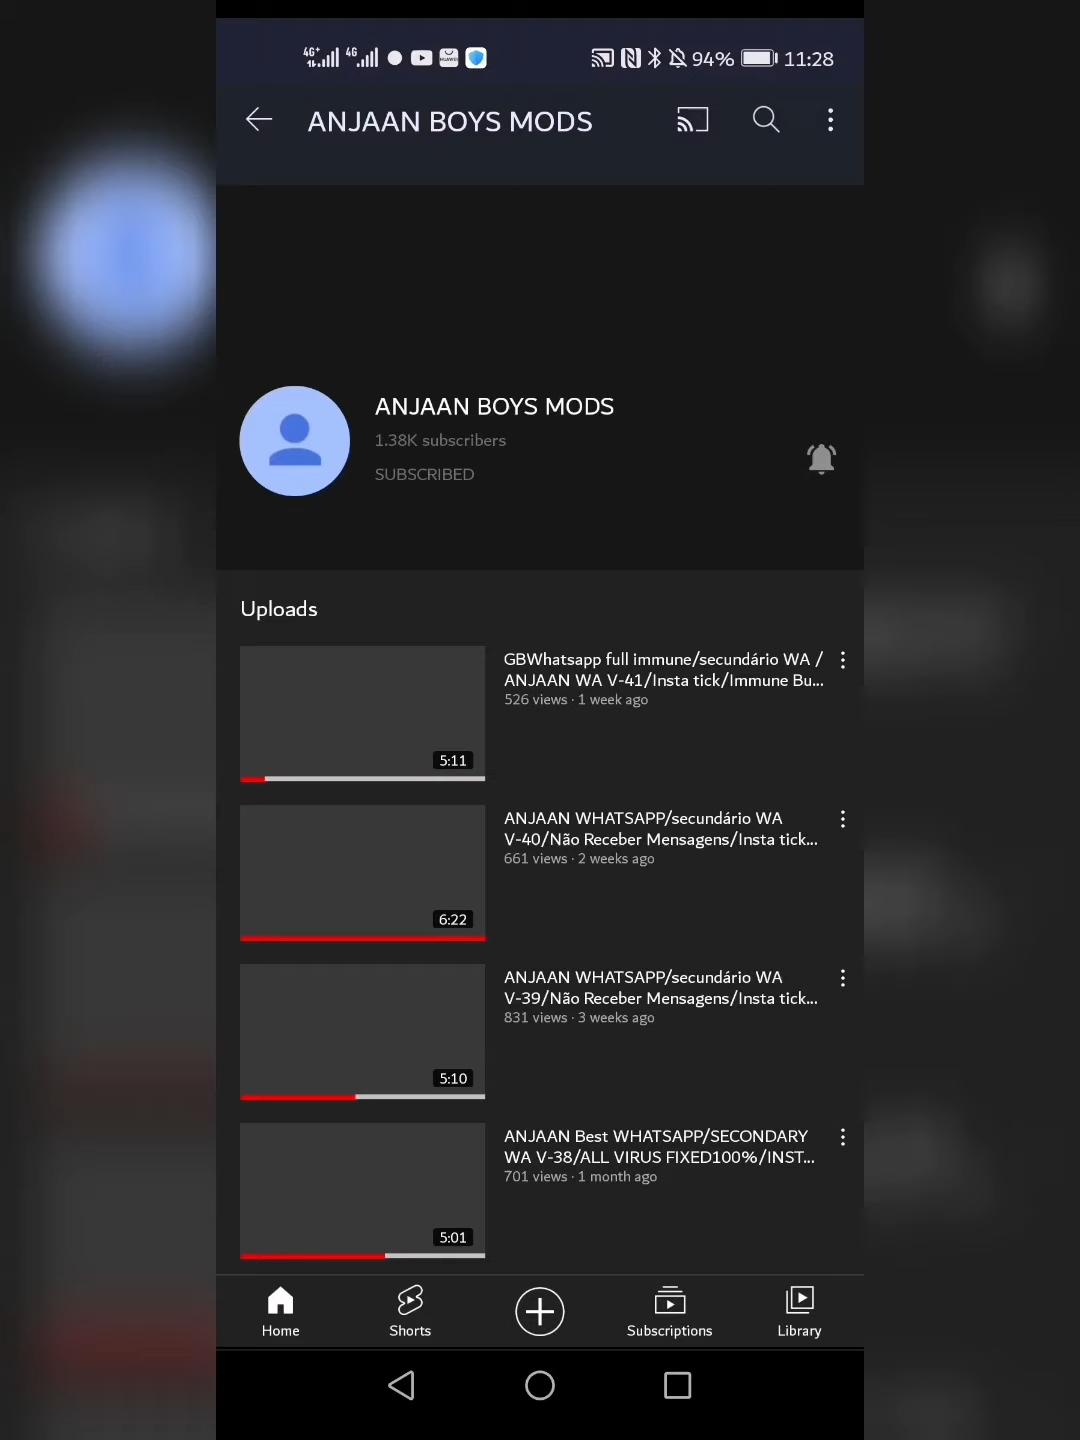 4G+ 4G 94% 11:28
ANJAAN BOYS MODS
ANJAAN BOYS MODS
1.38K subscribers
SUBSCRIBED
Uploads
GBWhatsapp full immune/secundário WA /
ANJAAN WA V-41/Insta tick/Immune Bu...
526 views · 1 week ago
5:11
ANJAAN WHATSAPP/secundário WA
V-40/Não Receber Mensagens/Insta tick...
661 views · 2 weeks ago
6:22
ANJAAN WHATSAPP/secundário WA
V-39/Não Receber Mensagens/Insta tick...
831 views · 3 weeks ago
5:10
ANJAAN Best WHATSAPP/SECONDARY
WA V-38/ALL VIRUS FIXED100%/INST...
701 views · 1 month ago
5:01
Home Shorts Subscriptions Library